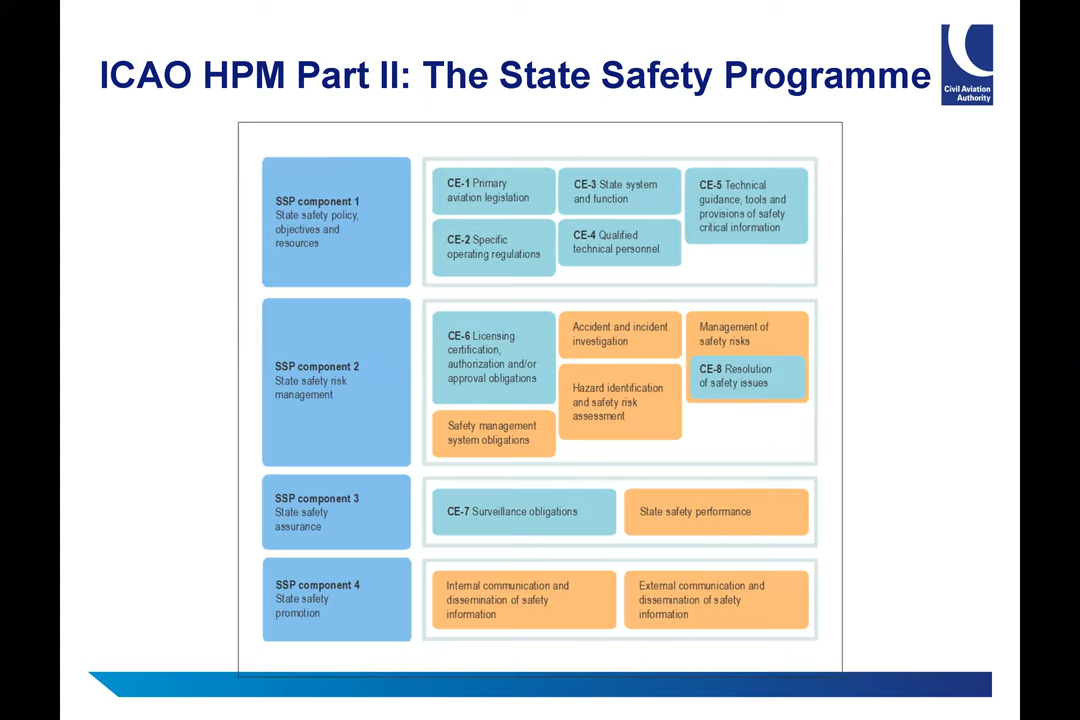 ICAO HPM Part II: The State Safety Programme
Civil Aviation
Authority
SSP component 1
State safety policy,
objectives and
resources
CE-1 Primary
aviation legislation
CE-2 Specific
operating regulations
CE-3 State system
and function
CE-4 Qualified
technical personnel
CE-5 Technical
guidance, tools and
provisions of safety
critical information
SSP component 2
State safety risk
management
CE-6 Licensing
certification,
authorization and/or
approval obligations
Safety management
system obligations
Accident and incident
investigation
Hazard identification
and safety risk
assessment
Management of
safety risks
CE-8 Resolution
of safety issues
SSP component 3
State safety
assurance
CE-7 Surveillance obligations
State safety performance
SSP component 4
State safety
promotion
Internal communication and
dissemination of safety
information
External communication and
dissemination of safety
information